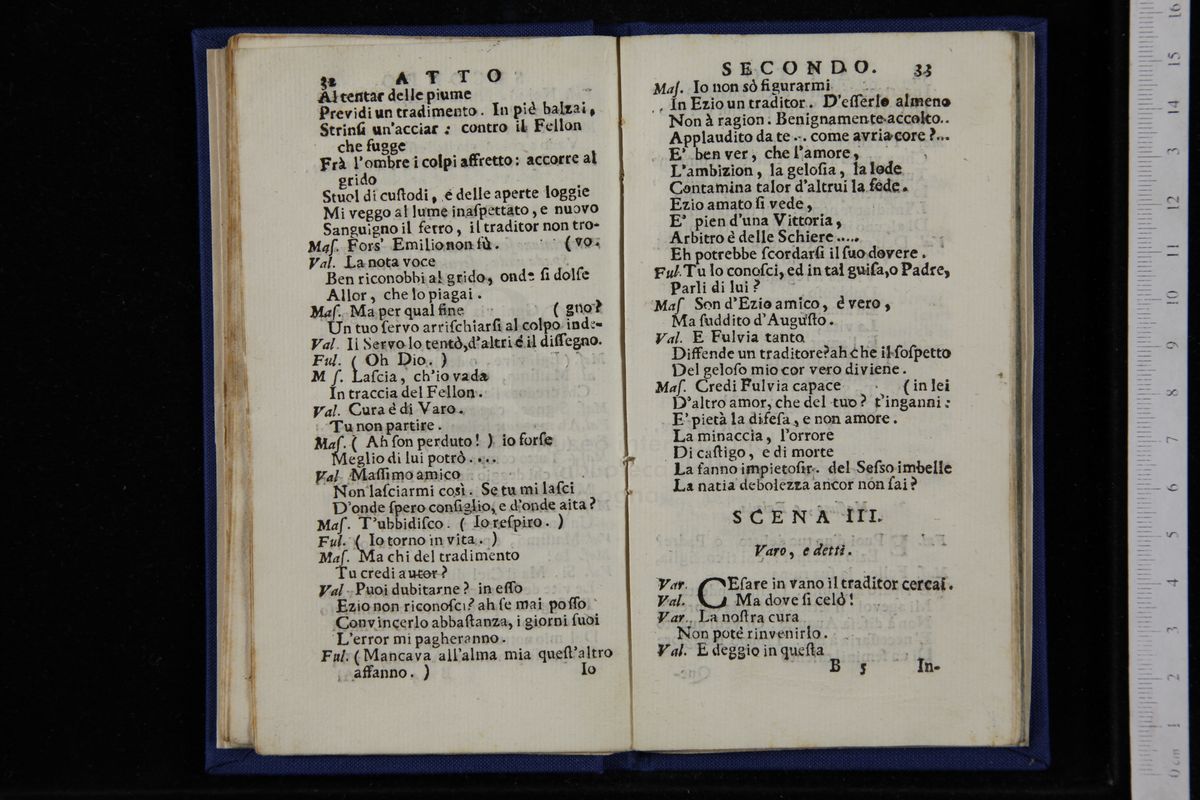 32 ATTO
Al tentar delle piume
Previdi un tradimento. In piè balzai,
Strinsi un'acciar: contro il Fellon
che fugge
Frà l'ombre i colpi affretto: accorre al
grido
Stuol di custodi, e delle aperte loggie
Mi veggo al lume inaspettato, e nuovo
Sanguigno il ferro, il traditor non tro-
Mas. Fors' Emilio non fù. (vo.
Val. La nota voce
Ben riconobbi al grido, onde si dolse
Allor, che lo piagai.
Mas. Ma per qual fine (gno?
Un tuo servo arrischiarsi al colpo inde-
Val. Il Servo lo tentò, d'altri è il dissegno.
Ful. ( Oh Dio. )
M s. Lascia, ch'io vada
In traccia del Fellon.
Val. Cura è di Varo.
Tu non partire.
Mas. ( Ah son perduto! ) io forse
Meglio di lui potrò....
Val Massimo amico
Non lasciarmi così. Se tu mi lasci
D'onde spero consiglio, e d'onde aita?
Mas. T'ubbidisco. ( Io respiro. )
Ful. ( Io torno in vita. )
Mas. Ma chi del tradimento
Tu credi autor?
Val Puoi dubitarne? in esso
Ezio non riconosci? ah se mai posso
Convincerlo abbastanza, i giorni suoi
L'error mi pagheranno.
Ful. ( Mancava all'alma mia quest'altro
affanno. ) Io
SECONDO. 33
Mas. Io non sò figurarmi
In Ezio un traditor. D'esserlo almeno
Non à ragion. Benignamente accolto..
Applaudito da te... come avria core?...
E' ben ver, che l'amore,
L'ambizion, la gelosia, la lode
Contamina talor d'altrui la fede.
Ezio amato si vede,
E' pien d'una Vittoria,
Arbitro è delle Schiere.....
Eh potrebbe scordarsi il suo dovere.
Ful. Tu lo conosci, ed in tal guisa, o Padre,
Parli di lui?
Mas Son d'Ezio amico, è vero,
Ma suddito d'Augusto.
Val. E Fulvia tanto
Diffende un traditore? ah che il sospetto
Del geloso mio cor vero diviene.
Mas. Credi Fulvia capace (in lei
D'altro amor, che del tuo? t'inganni:
E' pietà la difesa, e non amore.
La minaccia, l'orrore
Di castigo, e di morte
La fanno impietosir. del Sesso imbelle
La natia debolezza ancor non sai?
SCENA III.
Varo, e detti.
Var. CEsare in vano il traditor cercai.
Val. Ma dove si celò!
Var. La nostra cura
Non potè rinvenirlo.
Val. E deggio in questa
B 5 In-